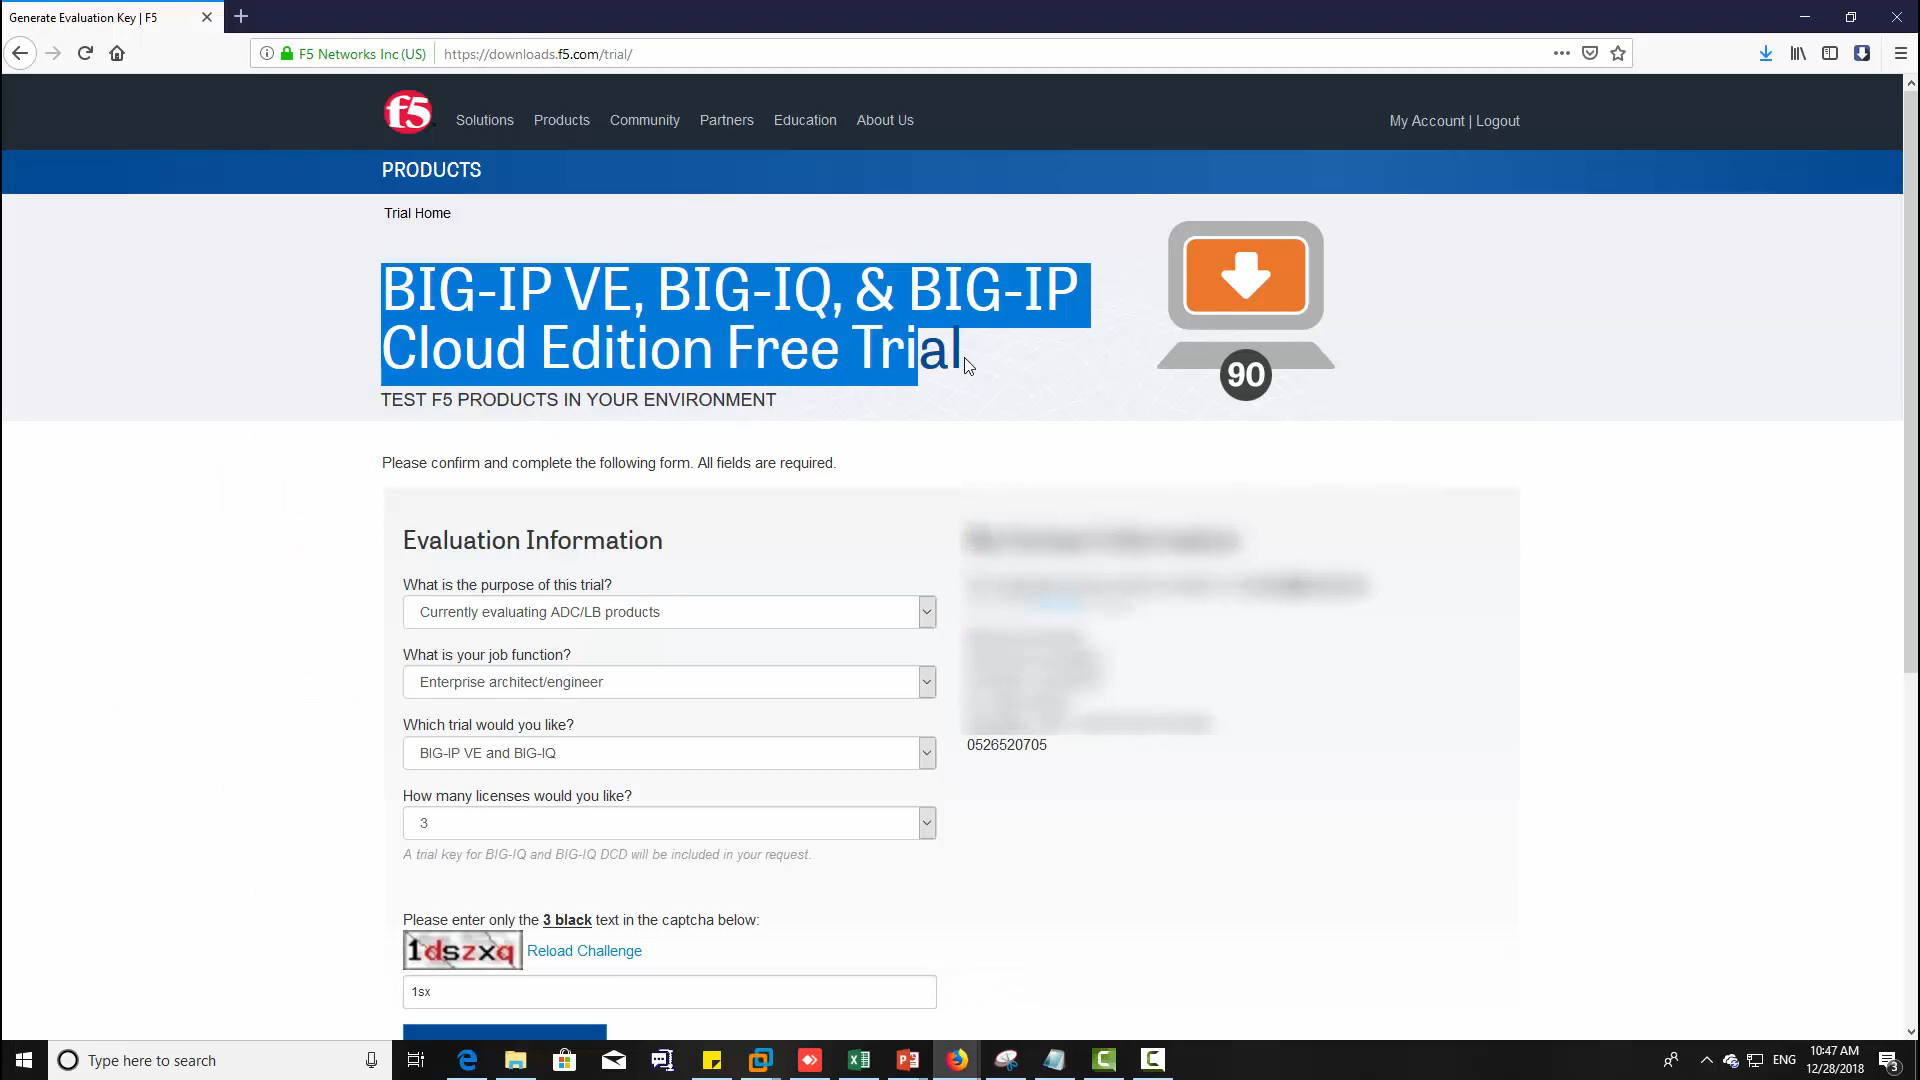 Generate Evaluation Key | F5
F5 Networks Inc (US)
https://downloads.f5.com/trial/
f5
Solutions
Products
Community
Partners
Education
About Us
My Account | Logout
PRODUCTS
Trial Home
BIG-IP VE, BIG-IQ, & BIG-IP
Cloud Edition Free Trial
90
TEST F5 PRODUCTS IN YOUR ENVIRONMENT
Please confirm and complete the following form. All fields are required.
Evaluation Information
What is the purpose of this trial?
Currently evaluating ADC/LB products
What is your job function?
Enterprise architect/engineer
Which trial would you like?
BIG-IP VE and BIG-IQ
How many licenses would you like?
3
A trial key for BIG-IQ and BIG-IQ DCD will be included in your request.
0526520705
Please enter only the 3 black text in the captcha below:
1dszxq
Reload Challenge
1sx
Type here to search
ENG
10:47 AM
12/28/2018
3